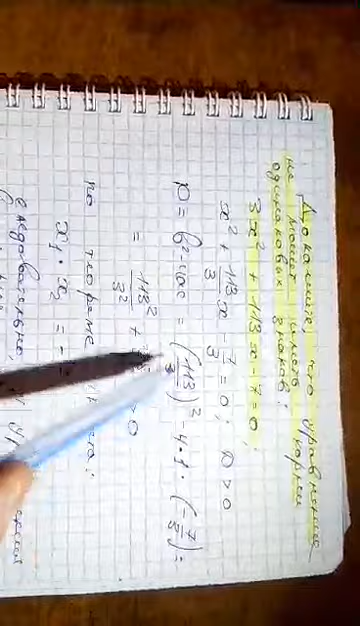 Докажите, что уравнение
не может иметь корни
одинаковых знаков:
3x² + 113x - 7 = 0;
x² + 113/3 x - 7/3 = 0; D > 0
D = b² - 4ac = (113/3)² - 4·1·(-7/3) =
= 113²/3² + > 0
по теореме
x₁ · x₂ = -
следовательно,